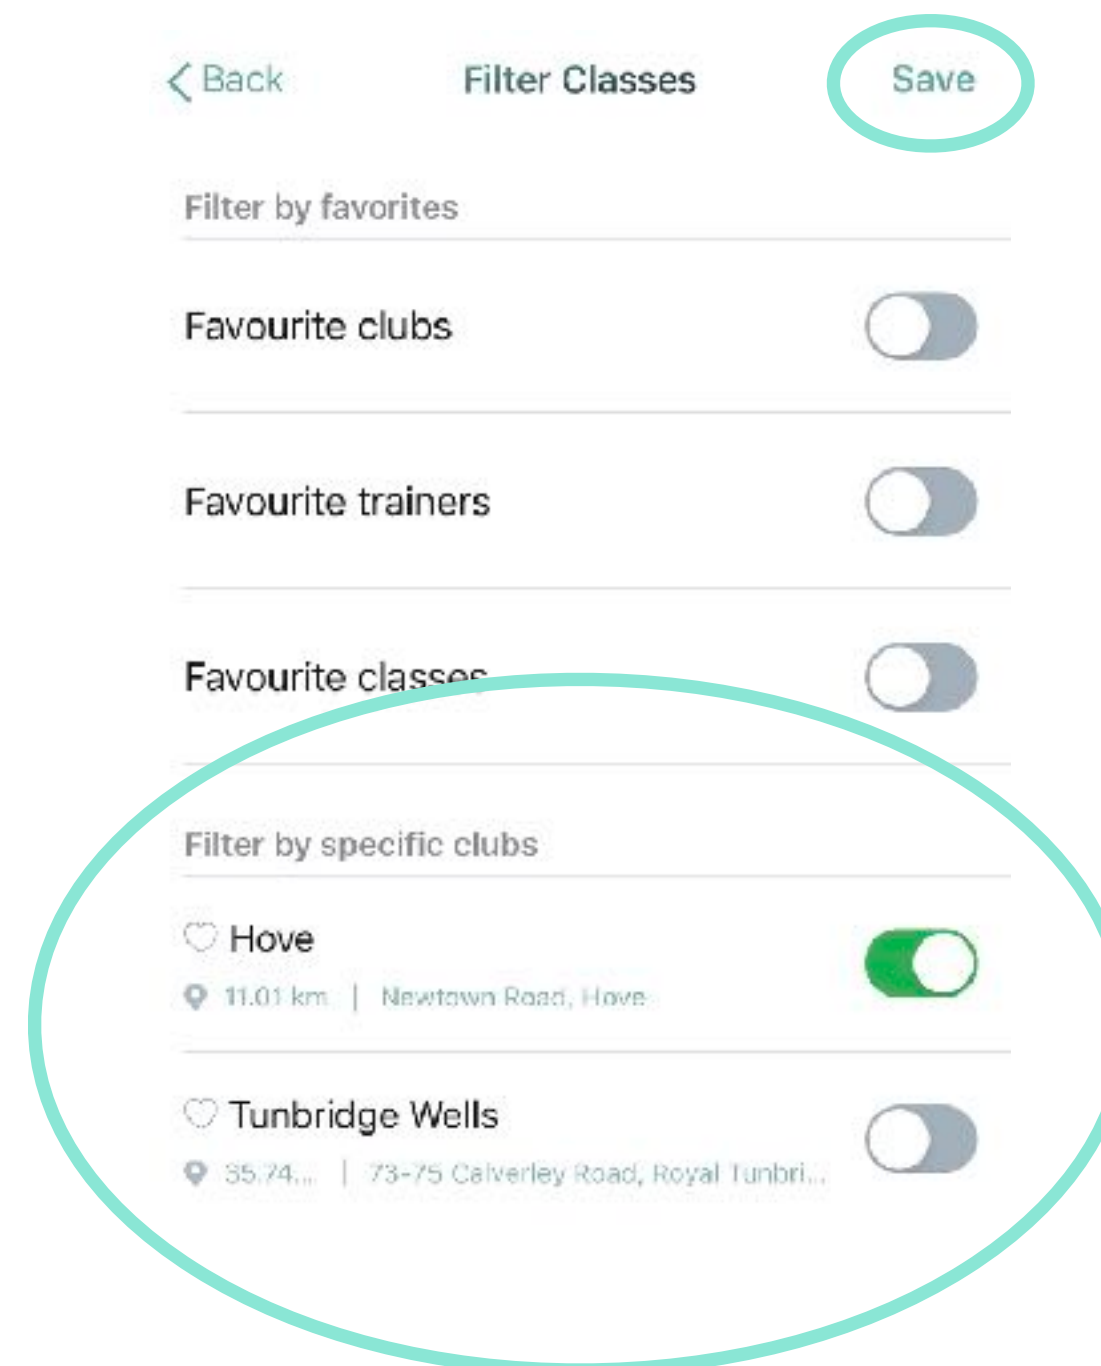 Back Filter Classes Save
Filter by favorites
Favourite clubs
Favourite trainers
Favourite classes
Filter by specific clubs
Hove
11.01 km | Newtown Road, Hove
Tunbridge Wells
35.74... | 73-75 Calverley Road, Royal Tunbri...